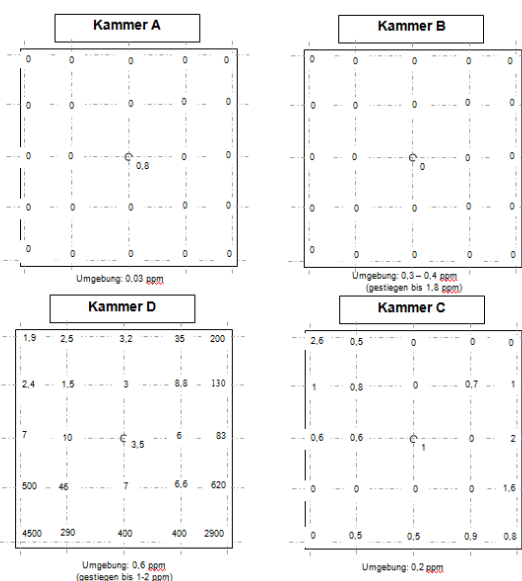 Kammer A
Kammer B
0 0 0 0 0
0 0 0 0 0
0 0 0 0 0
0 0 0 0 0
0 0 0 0
0,8
0 0 0 0
0
0 0 0 0 0
0 0 0 0 0
0 0 0 0 0
0 0 0 0 0
Umgebung: 0,03 ppm
Umgebung: 0,3 – 0,4 ppm
(gestiegen bis 1,8 ppm)
Kammer D
Kammer C
1,9 2,5 3,2 35 200
2,6 0,5 0 0 0
2,4 1,5 3 8,8 130
1 0,8 0 0,7 1
7 10 3,5 6 83
0,6 0,6 1 0 2
500 46 7 6,6 620
0 0 0 0 1,6
4500 290 400 400 2900
0 0,5 0,5 0,9 0,8
Umgebung: 0,6 ppm
(gestiegen bis 1-2 ppm)
Umgebung: 0,2 ppm